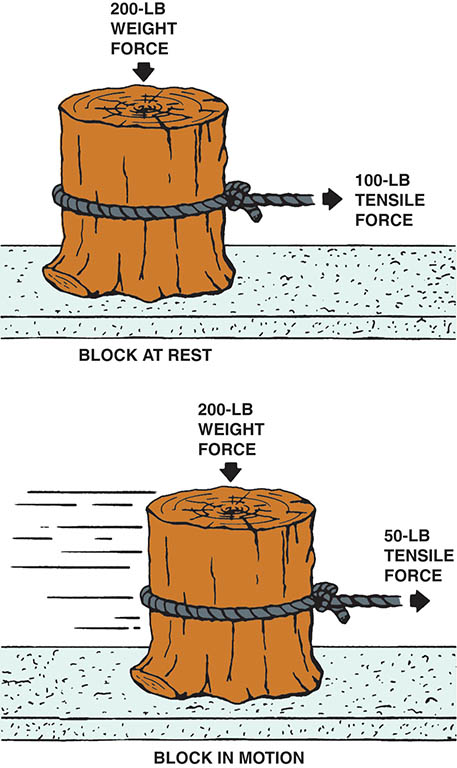 200-LB
WEIGHT
FORCE
100-LB
TENSILE
FORCE
BLOCK AT REST
200-LB
WEIGHT
FORCE
50-LB
TENSILE
FORCE
BLOCK IN MOTION